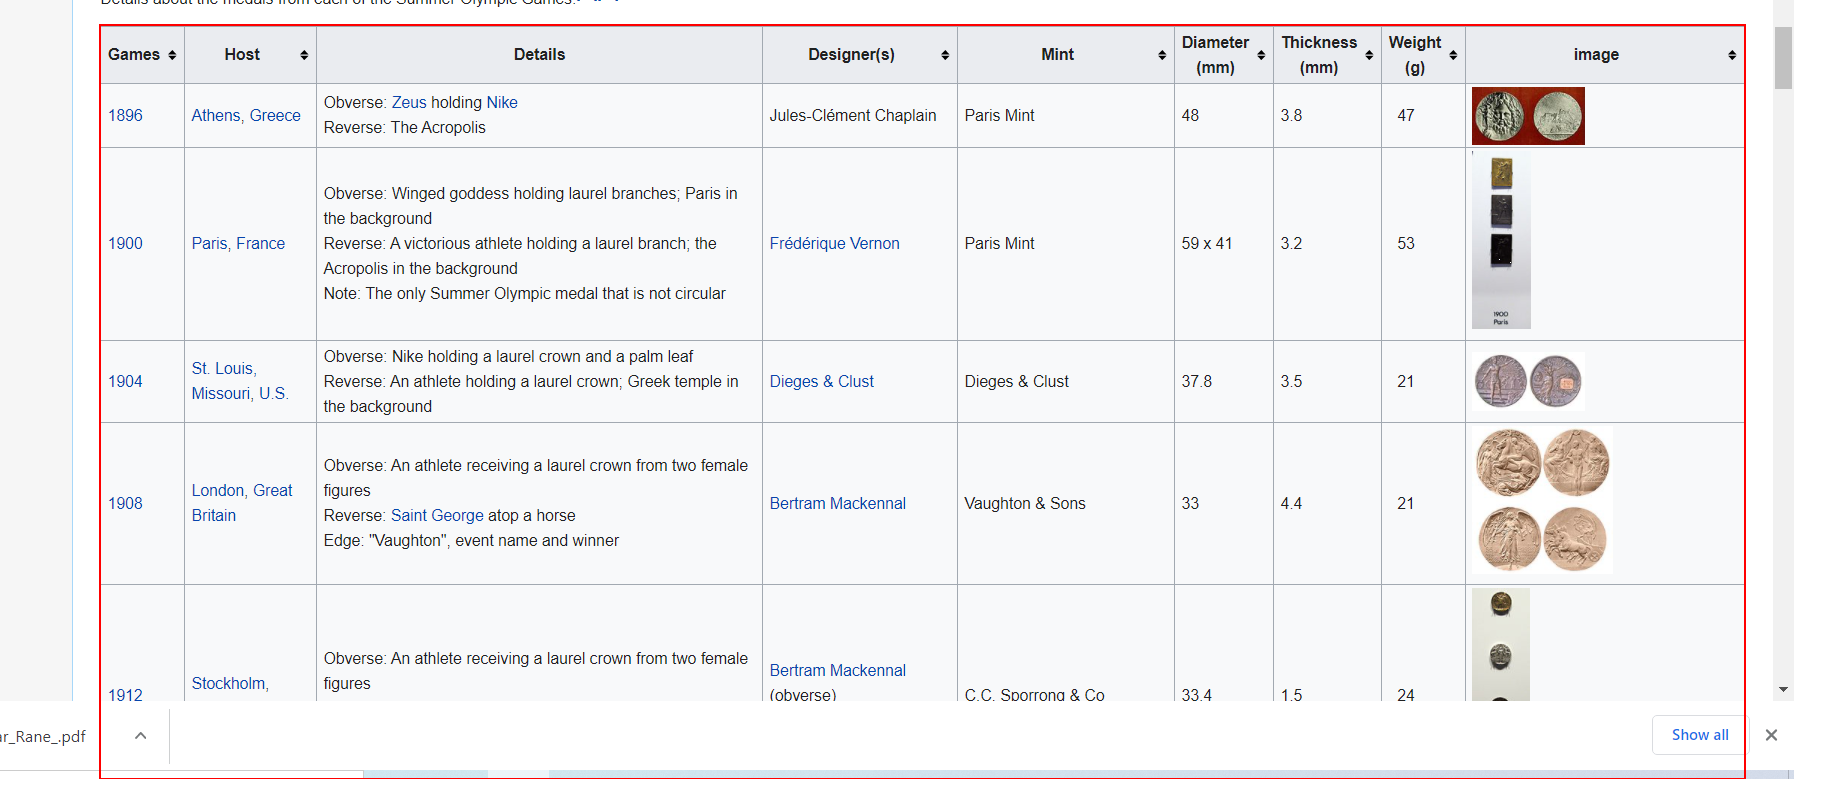 Details about the medals from each of the Summer Olympic Games.
Games Host Details Designer(s) Mint Diameter (mm) Thickness (mm) Weight (g) image
1896 Athens, Greece
Obverse: Zeus holding Nike
Reverse: The Acropolis
Jules-Clément Chaplain Paris Mint 48 3.8 47
1900 Paris, France
Obverse: Winged goddess holding laurel branches; Paris in
the background
Reverse: A victorious athlete holding a laurel branch; the
Acropolis in the background
Note: The only Summer Olympic medal that is not circular
Frédérique Vernon Paris Mint 59 x 41 3.2 53
1900
Paris
1904
St. Louis,
Missouri, U.S.
Obverse: Nike holding a laurel crown and a palm leaf
Reverse: An athlete holding a laurel crown; Greek temple in
the background
Dieges & Clust Dieges & Clust 37.8 3.5 21
1908
London, Great
Britain
Obverse: An athlete receiving a laurel crown from two female
figures
Reverse: Saint George atop a horse
Edge: "Vaughton", event name and winner
Bertram Mackennal Vaughton & Sons 33 4.4 21
1912
Stockholm,
Obverse: An athlete receiving a laurel crown from two female
figures
Bertram Mackennal
(obverse)
C.C. Sporrong & Co 33.4 1.5 24
ar_Rane_.pdf
Show all